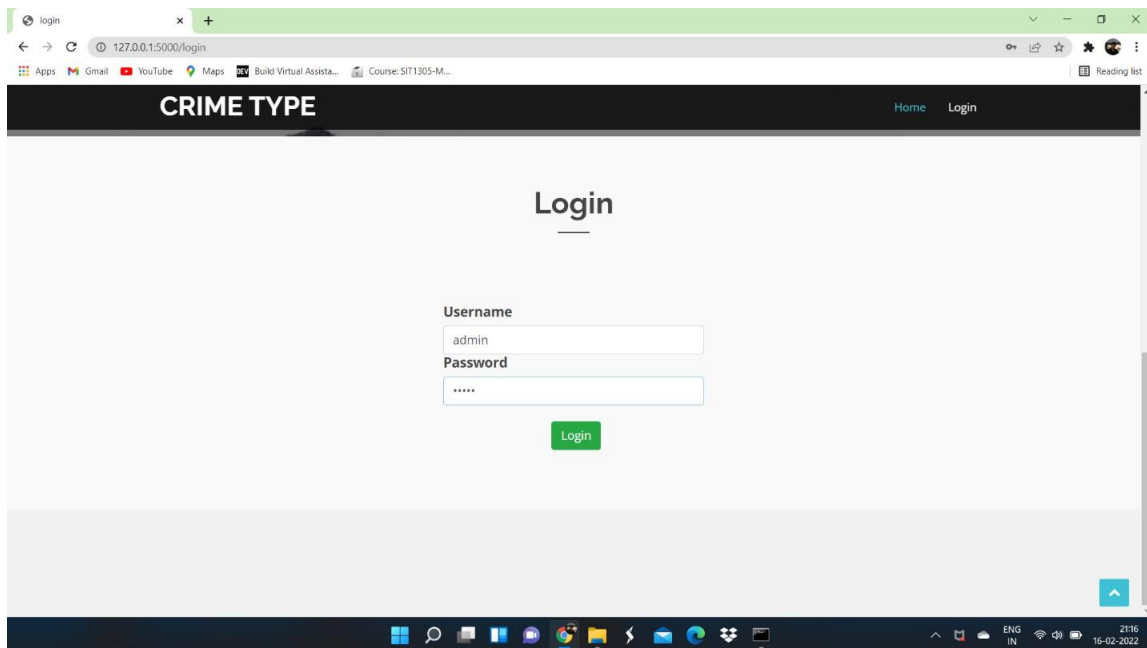 login
127.0.0.1:5000/login
Apps Gmail YouTube Maps DEV Build Virtual Assista... Course: SIT1305-M... Reading list
CRIME TYPE Home Login
Login
Username
admin
Password
•••••
Login
ENG 21:16
IN 16-02-2022